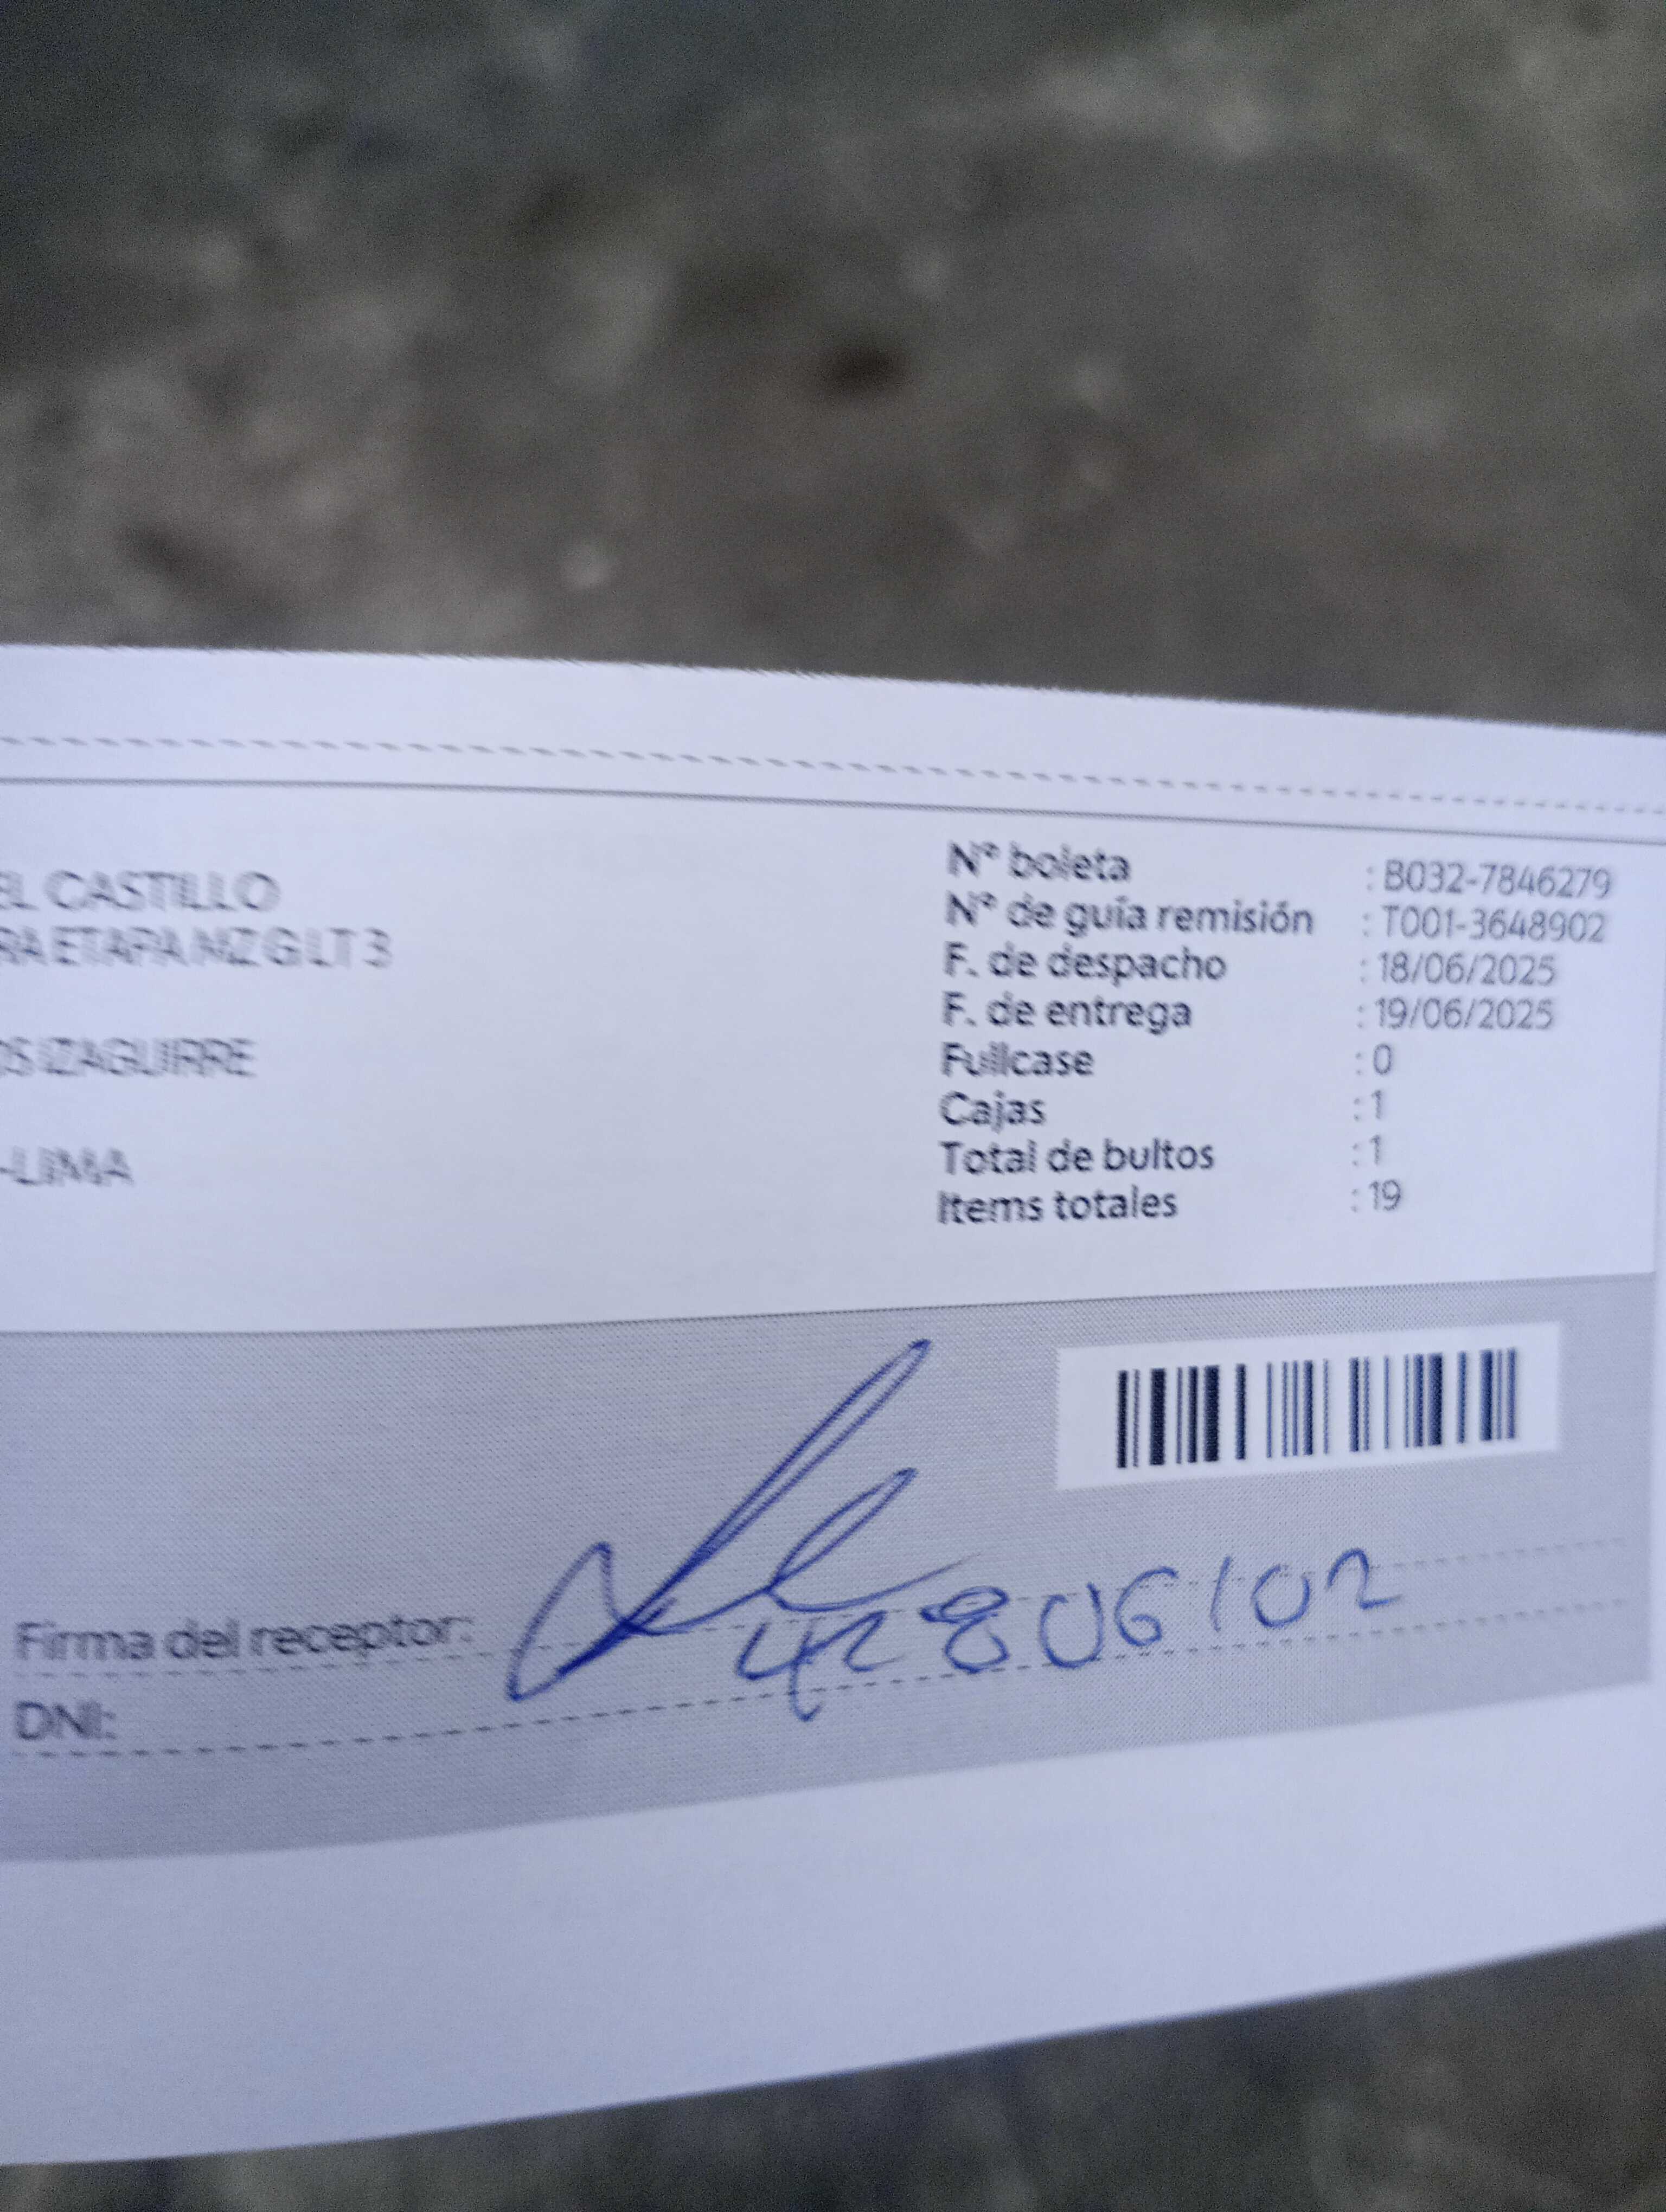 EL CASTILLO
RA ETAPA MZ G LT 3
OS IZAGUIRRE
-LIMA
N° boleta : B032-7846279
N° de guía remisión : T001-3648902
F. de despacho : 18/06/2025
F. de entrega : 19/06/2025
Fullcase : 0
Cajas : 1
Total de bultos : 1
Items totales : 19
Firma del receptor:
42806102
DNI: